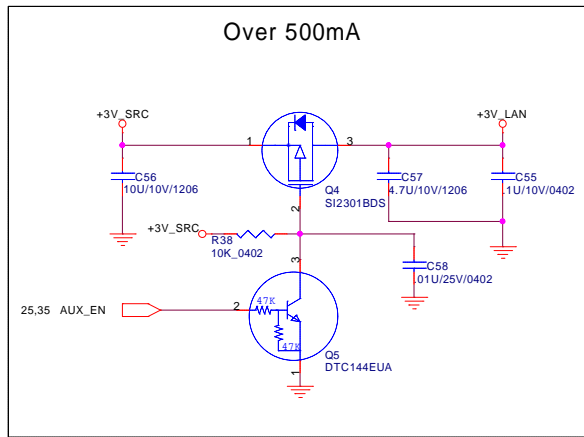 Over 500mA
+3V_SRC
+3V_LAN
1
3
C56
10U/10V/1206
Q4
SI2301BDS
C57
4.7U/10V/1206
C55
.1U/10V/0402
2
+3V_SRC
R38
10K_0402
3
C58
.01U/25V/0402
25,35 AUX_EN
2
47K
47K
Q5
DTC144EUA
1